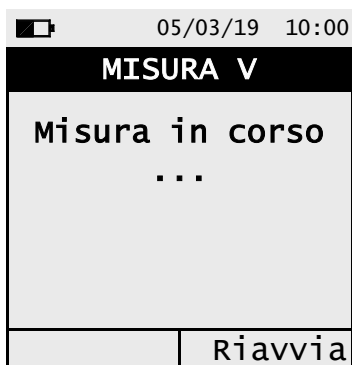 05/03/19 10:00
MISURA V
Misura in corso
...
Riavvia